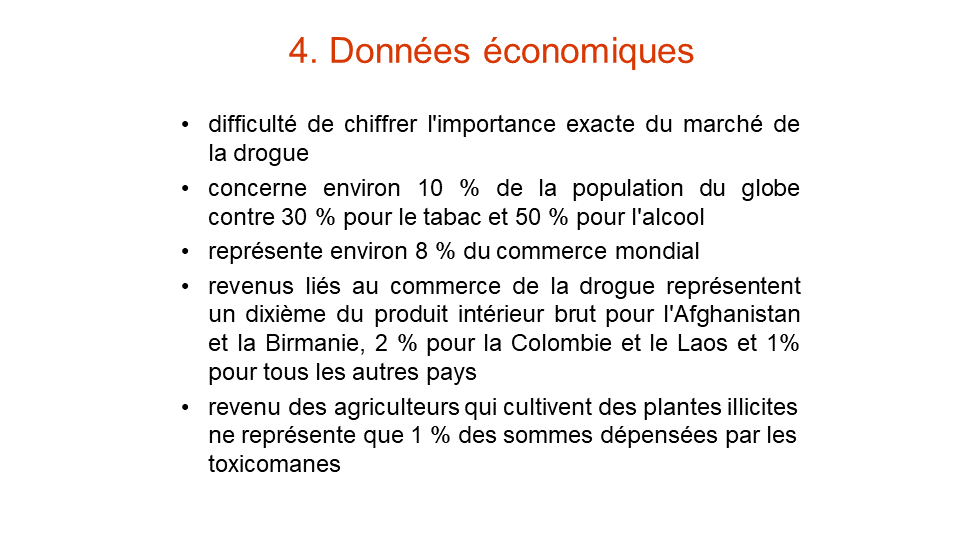 4. Données économiques
• difficulté de chiffrer l'importance exacte du marché de
la drogue
• concerne environ 10 % de la population du globe
contre 30 % pour le tabac et 50 % pour l'alcool
• représente environ 8 % du commerce mondial
• revenus liés au commerce de la drogue représentent
un dixième du produit intérieur brut pour l'Afghanistan
et la Birmanie, 2 % pour la Colombie et le Laos et 1%
pour tous les autres pays
• revenu des agriculteurs qui cultivent des plantes illicites
ne représente que 1 % des sommes dépensées par les
toxicomanes